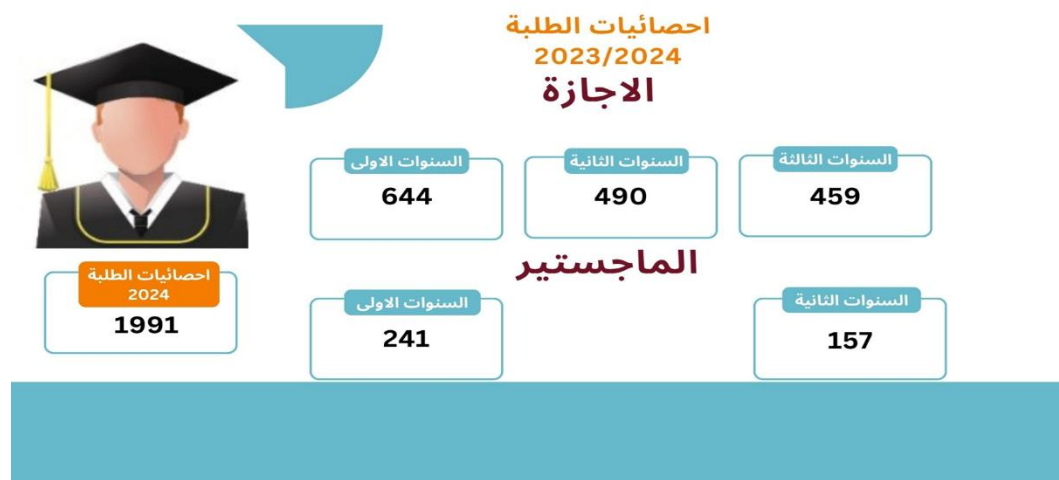 احصائيات الطلبة
2023/2024
الاجازة
السنوات الثالثة
459
السنوات الثانية
490
السنوات الاولى
644
الماجستير
السنوات الثانية
157
السنوات الاولى
241
احصائيات الطلبة
2024
1991